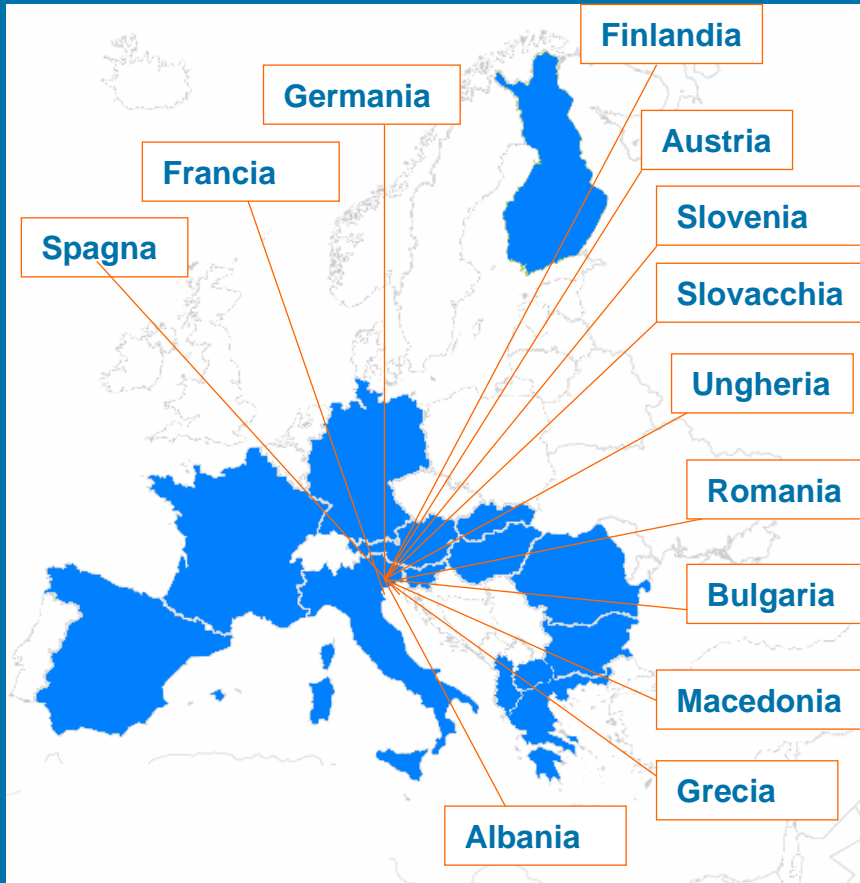 Finlandia
Germania
Austria
Francia
Slovenia
Spagna
Slovacchia
Ungheria
Romania
Bulgaria
Macedonia
Grecia
Albania